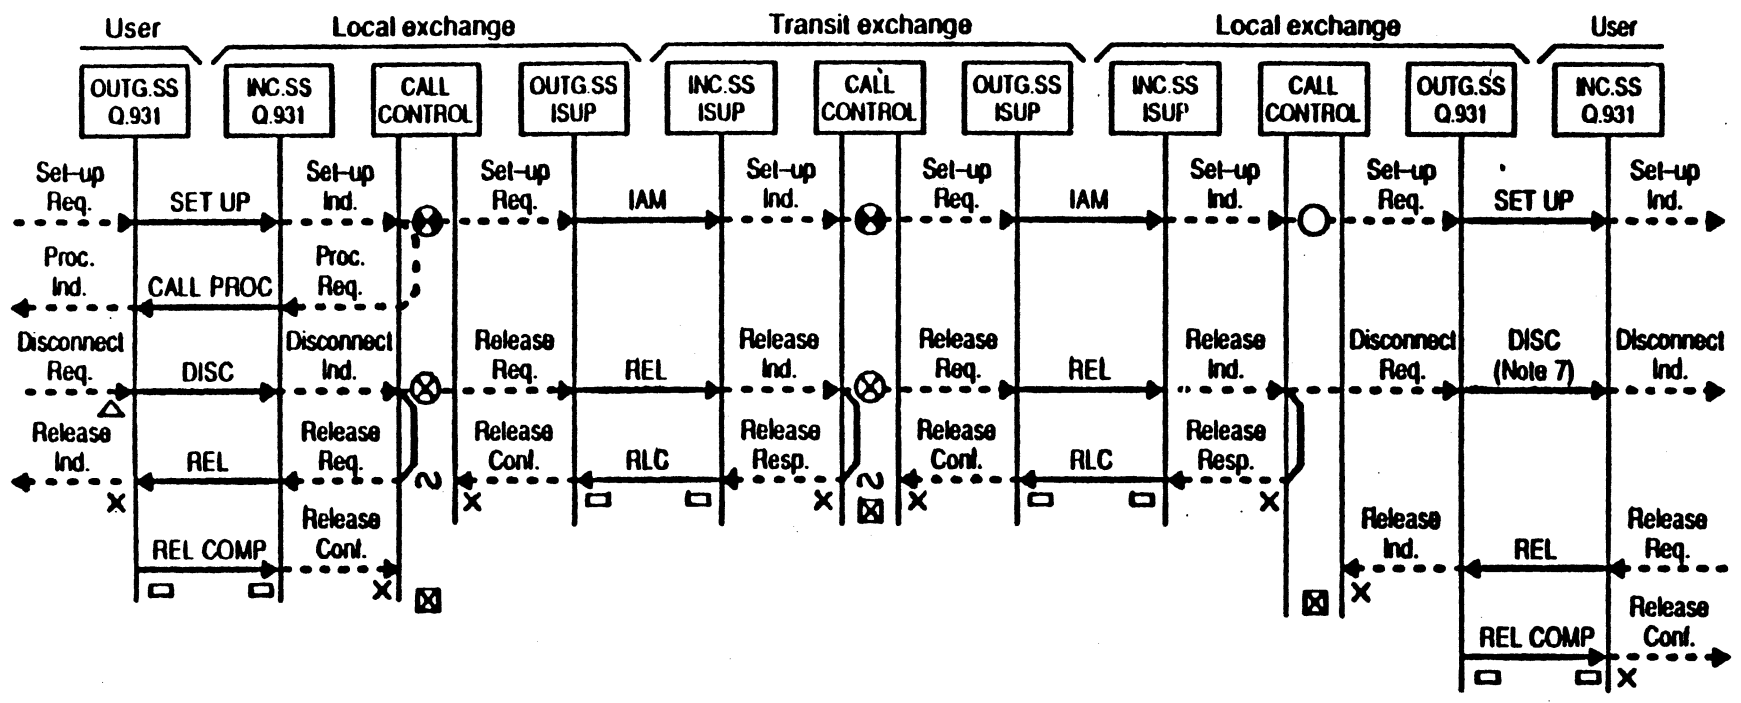 User Local exchange Transit exchange Local exchange User
OUTG.SS INC.SS CALL OUTG.SS INC.SS CALL OUTG.SS INC.SS CALL OUTG.SS INC.SS
Q.931 Q.931 CONTROL ISUP ISUP CONTROL ISUP ISUP CONTROL Q.931 Q.931
Set-up Set-up Set-up Set-up Set-up Set-up Set-up Set-up
Req. SET UP Ind. Req. IAM Ind. Req. IAM Ind. Req. SET UP Ind.
Proc. Proc.
Ind. CALL PROC Req.
Disconnect Disconnect Release Release Release Release Disconnect DISC Disconnect
Req. DISC Ind. Req. REL Ind. Req. REL Ind. Req. (Note 7) Ind.
Release Release Release Release Release Release
Ind. REL Req. Conf. RLC Resp. Conf. RLC Resp.
Release Release Release
REL COMP Conf. Ind. REL Req.
Release
REL COMP Conf.